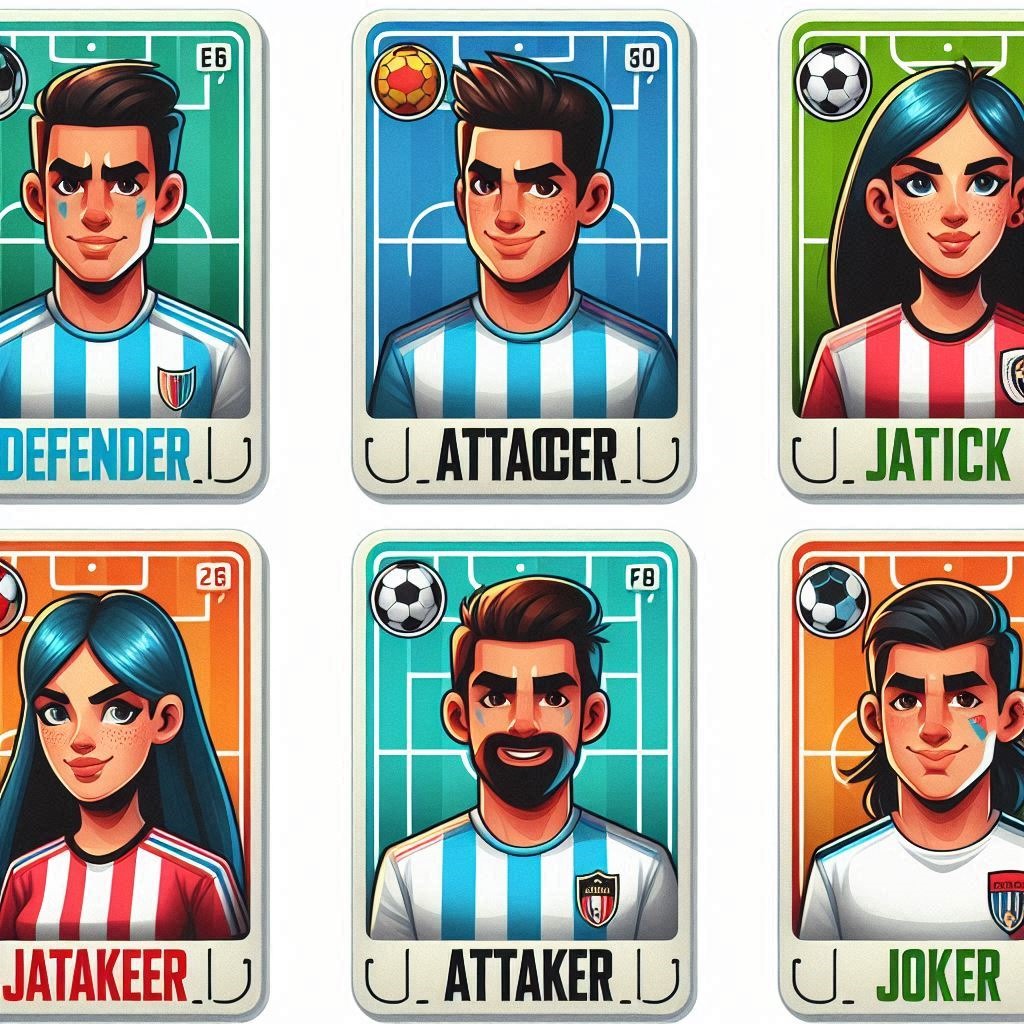 E6
50
DEFENDER
ATTACCER
JATICK
26
F8
JATAKEER
ATTAKER
JOKER